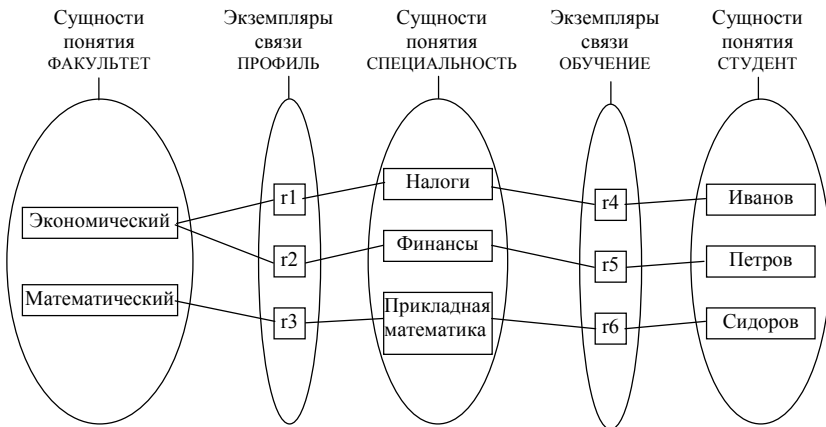 Сущности
понятия
ФАКУЛЬТЕТ
Экземпляры
связи
ПРОФИЛЬ
Сущности
понятия
СПЕЦИАЛЬНОСТЬ
Экземпляры
связи
ОБУЧЕНИЕ
Сущности
понятия
СТУДЕНТ
Экономический
Математический
r1
r2
r3
Налоги
Финансы
Прикладная
математика
r4
r5
r6
Иванов
Петров
Сидоров